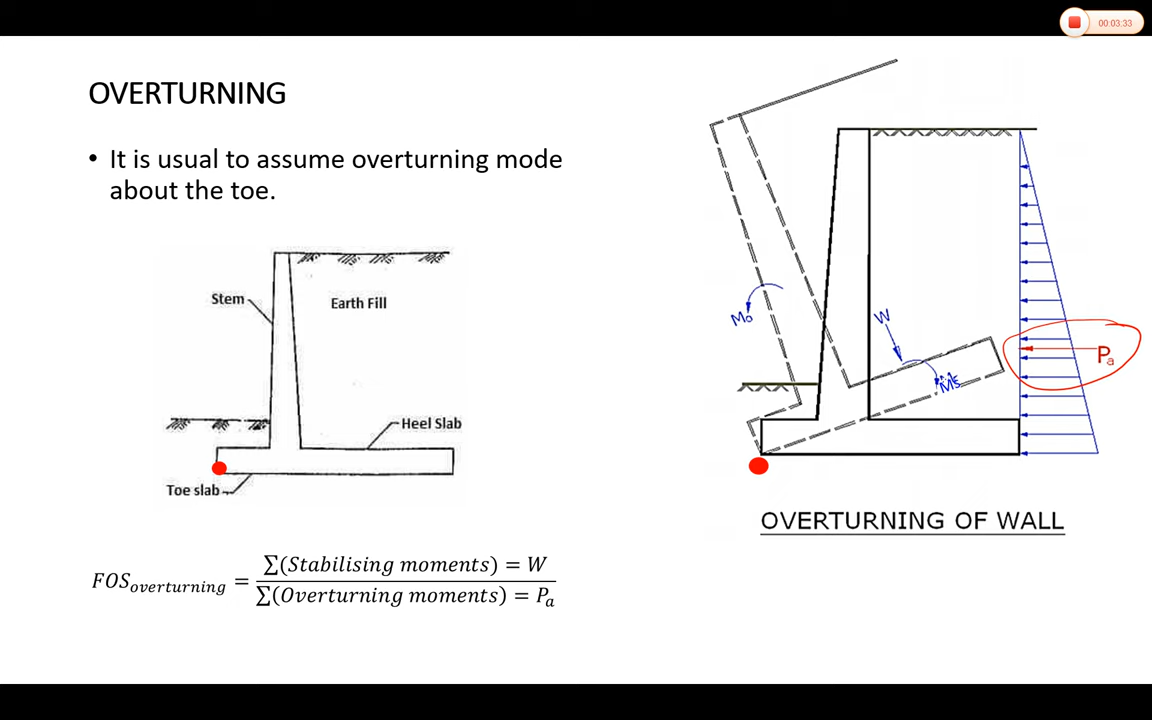 00:03:33
OVERTURNING
• It is usual to assume overturning mode
about the toe.
Stem
Earth Fill
Heel Slab
Toe slab
FOS_overturning = ∑(Stabilising moments) = W / ∑(Overturning moments) = P_a
Mo
W
Ms
Pa
OVERTURNING OF WALL